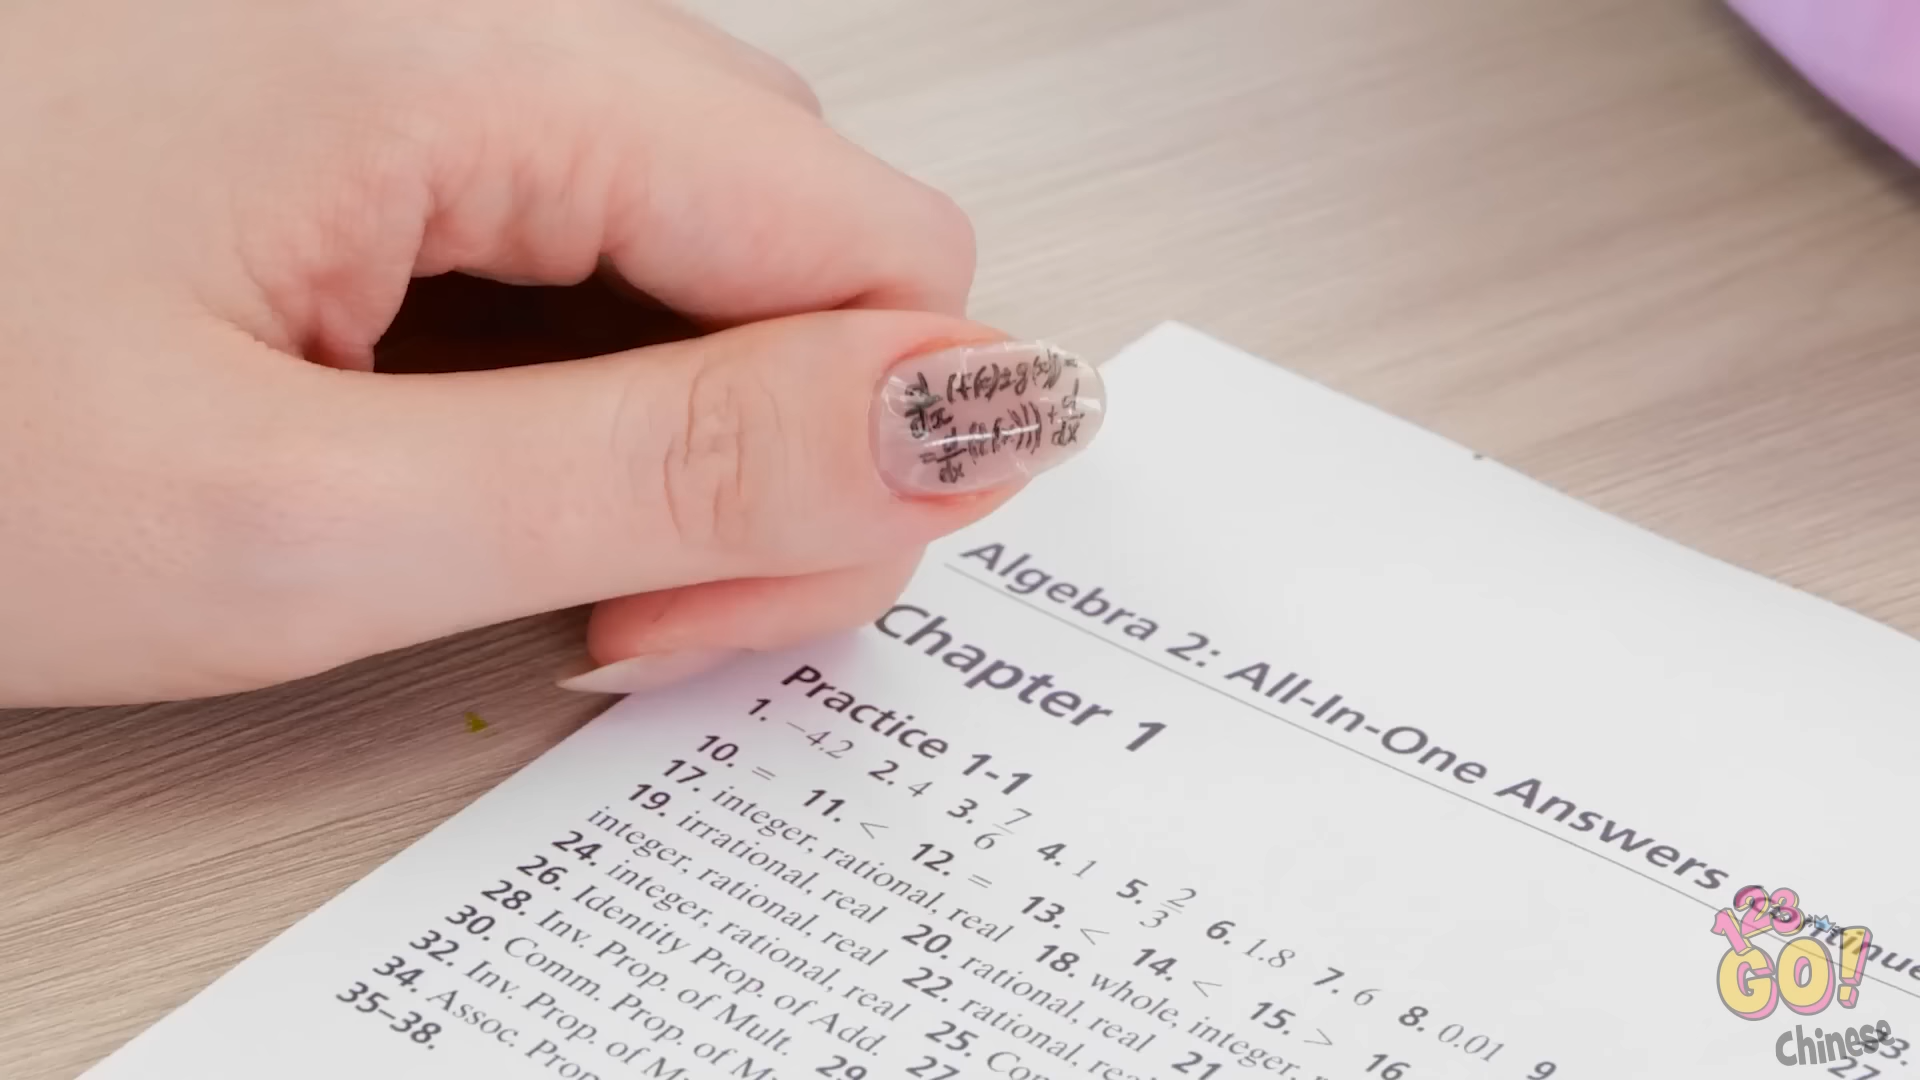 Algebra 2: All-In-One Answers
Chapter 1
Practice 1-1
1. −4.2 2. 4 3. 7/6 4. 1 5. 2/3 6. 1.8 7. 6 8. 0.01 9
10. = 11. < 12. = 13. < 14. < 15. > 16
17. integer, rational, real 18. whole, integer,
19. irrational, real 20. rational, real 21
integer, rational, real 22. rational,
24. integer, rational, real 25.
26. Identity Prop. of Add. 27
28. Inv. Prop. of Mult. 29
30. Comm. Prop. of
32. Inv. Prop. of
34. Assoc. Prop
35–38.
123
GO!
Chinese